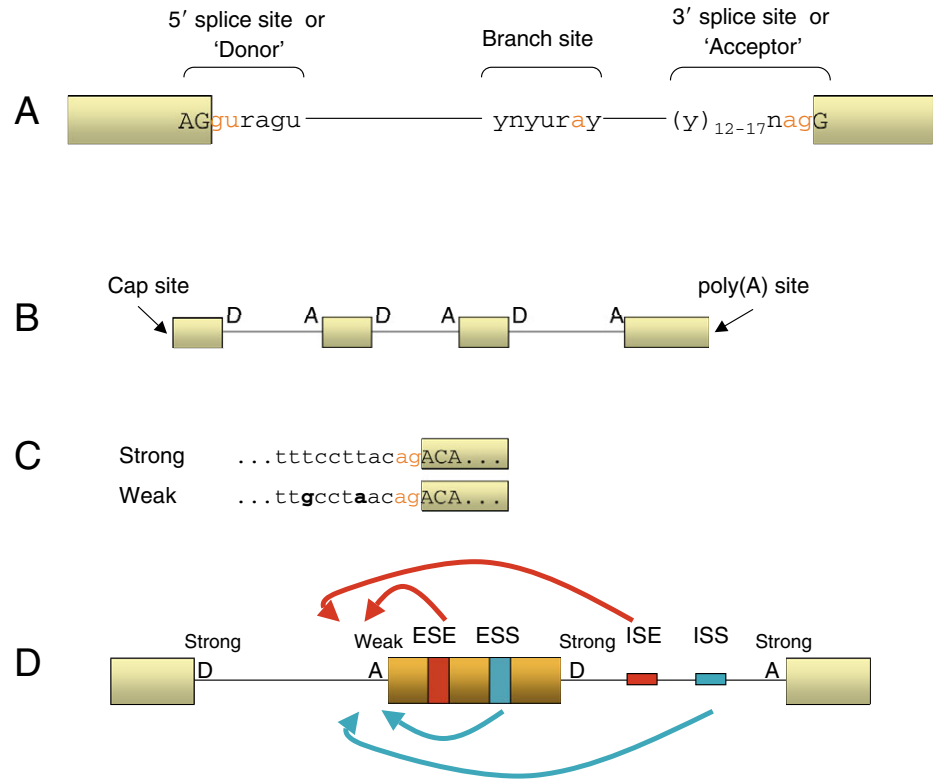 5′ splice site or
‘Donor’
Branch site
3′ splice site or
‘Acceptor’
A
AGguragu
ynyuray
(y)12–17nagG
Cap site
poly(A) site
B
D A D A D A
C
Strong ...tttccttacagACA...
Weak ...ttgcctaacagACA...
ESE ESS ISE ISS
Strong Weak Strong Strong
D
D A D A